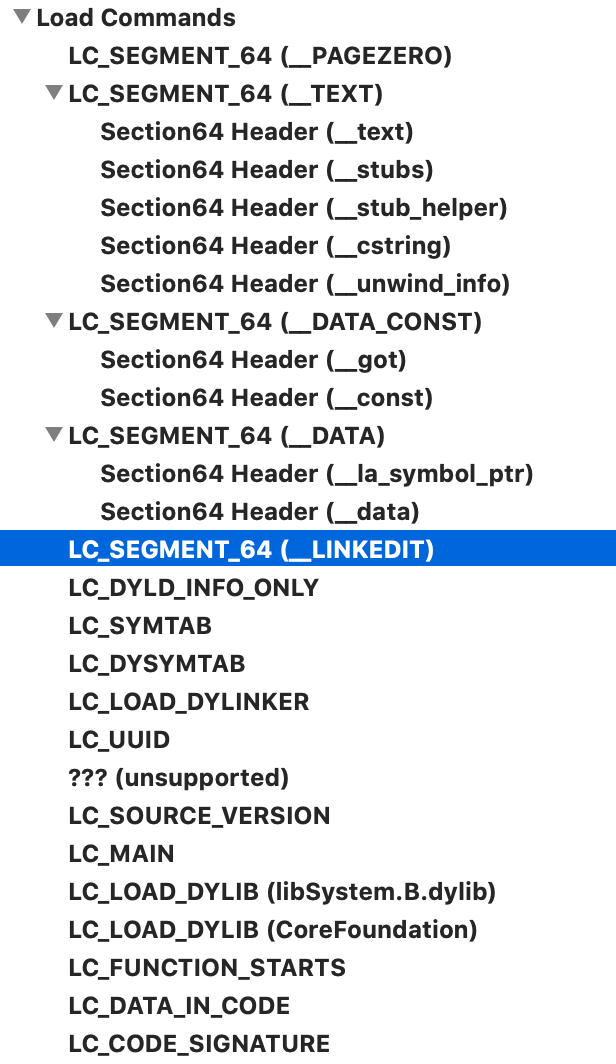 Load Commands
LC_SEGMENT_64 (__PAGEZERO)
LC_SEGMENT_64 (__TEXT)
Section64 Header (__text)
Section64 Header (__stubs)
Section64 Header (__stub_helper)
Section64 Header (__cstring)
Section64 Header (__unwind_info)
LC_SEGMENT_64 (__DATA_CONST)
Section64 Header (__got)
Section64 Header (__const)
LC_SEGMENT_64 (__DATA)
Section64 Header (__la_symbol_ptr)
Section64 Header (__data)
LC_SEGMENT_64 (__LINKEDIT)
LC_DYLD_INFO_ONLY
LC_SYMTAB
LC_DYSYMTAB
LC_LOAD_DYLINKER
LC_UUID
??? (unsupported)
LC_SOURCE_VERSION
LC_MAIN
LC_LOAD_DYLIB (libSystem.B.dylib)
LC_LOAD_DYLIB (CoreFoundation)
LC_FUNCTION_STARTS
LC_DATA_IN_CODE
LC_CODE_SIGNATURE